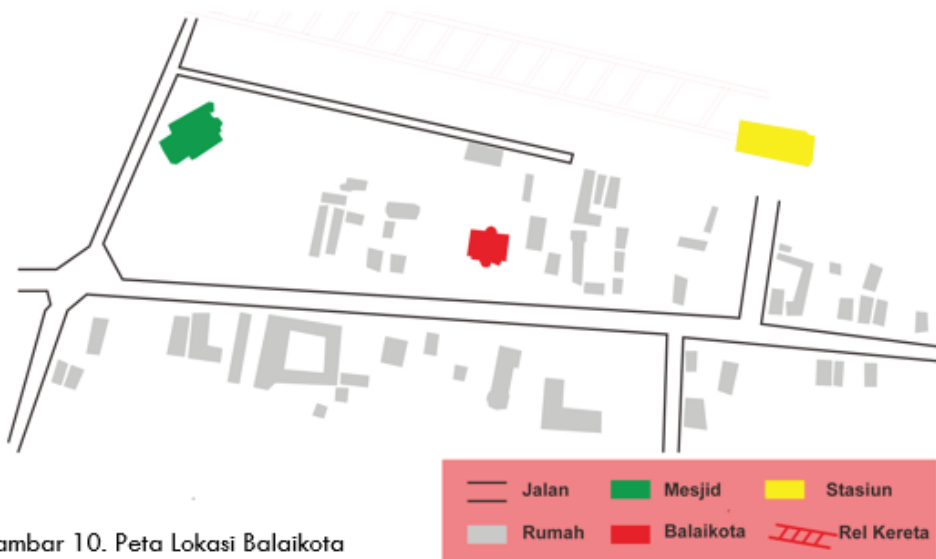 Jalan Mesjid Stasiun
Rumah Balaikota Rel Kereta
ambar 10. Peta Lokasi Balaikota